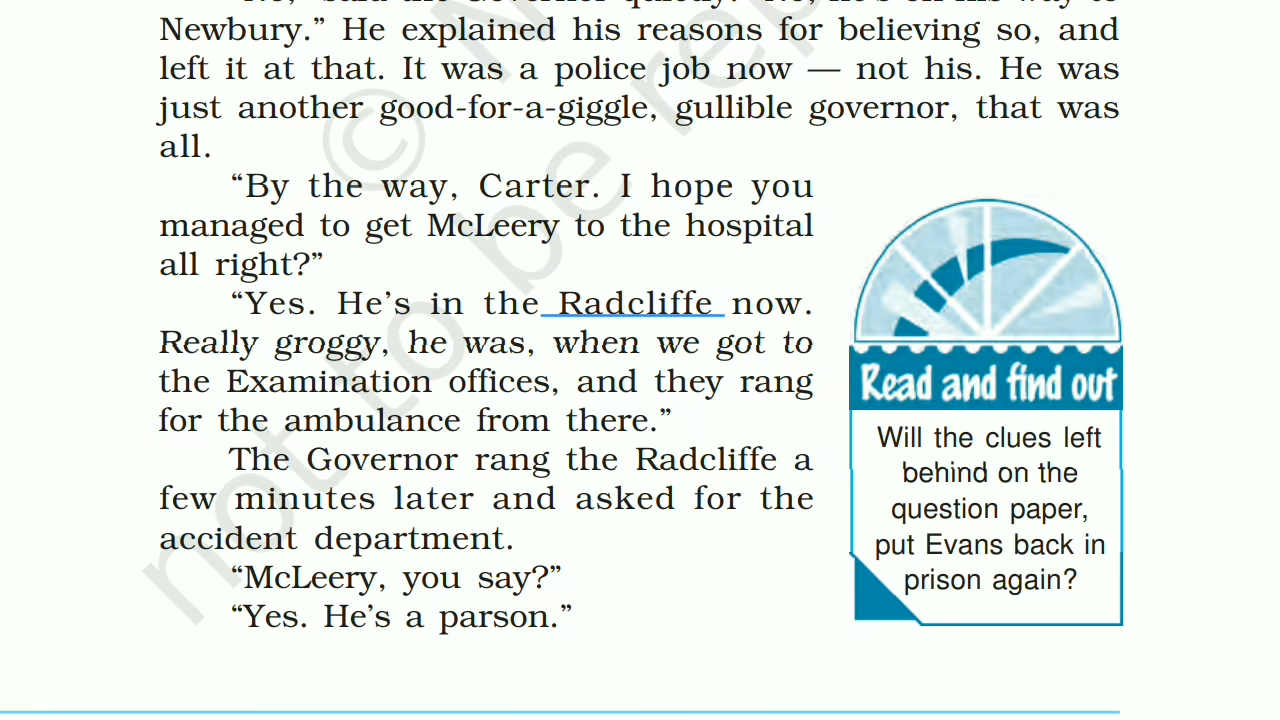 Newbury.” He explained his reasons for believing so, and
left it at that. It was a police job now — not his. He was
just another good-for-a-giggle, gullible governor, that was
all.
“By the way, Carter. I hope you
managed to get McLeery to the hospital
all right?”
“Yes. He’s in the Radcliffe now.
Really groggy, he was, when we got to
the Examination offices, and they rang
for the ambulance from there.”
The Governor rang the Radcliffe a
few minutes later and asked for the
accident department.
“McLeery, you say?”
“Yes. He’s a parson.”
Read and find out
Will the clues left
behind on the
question paper,
put Evans back in
prison again?
© N
not to be rep